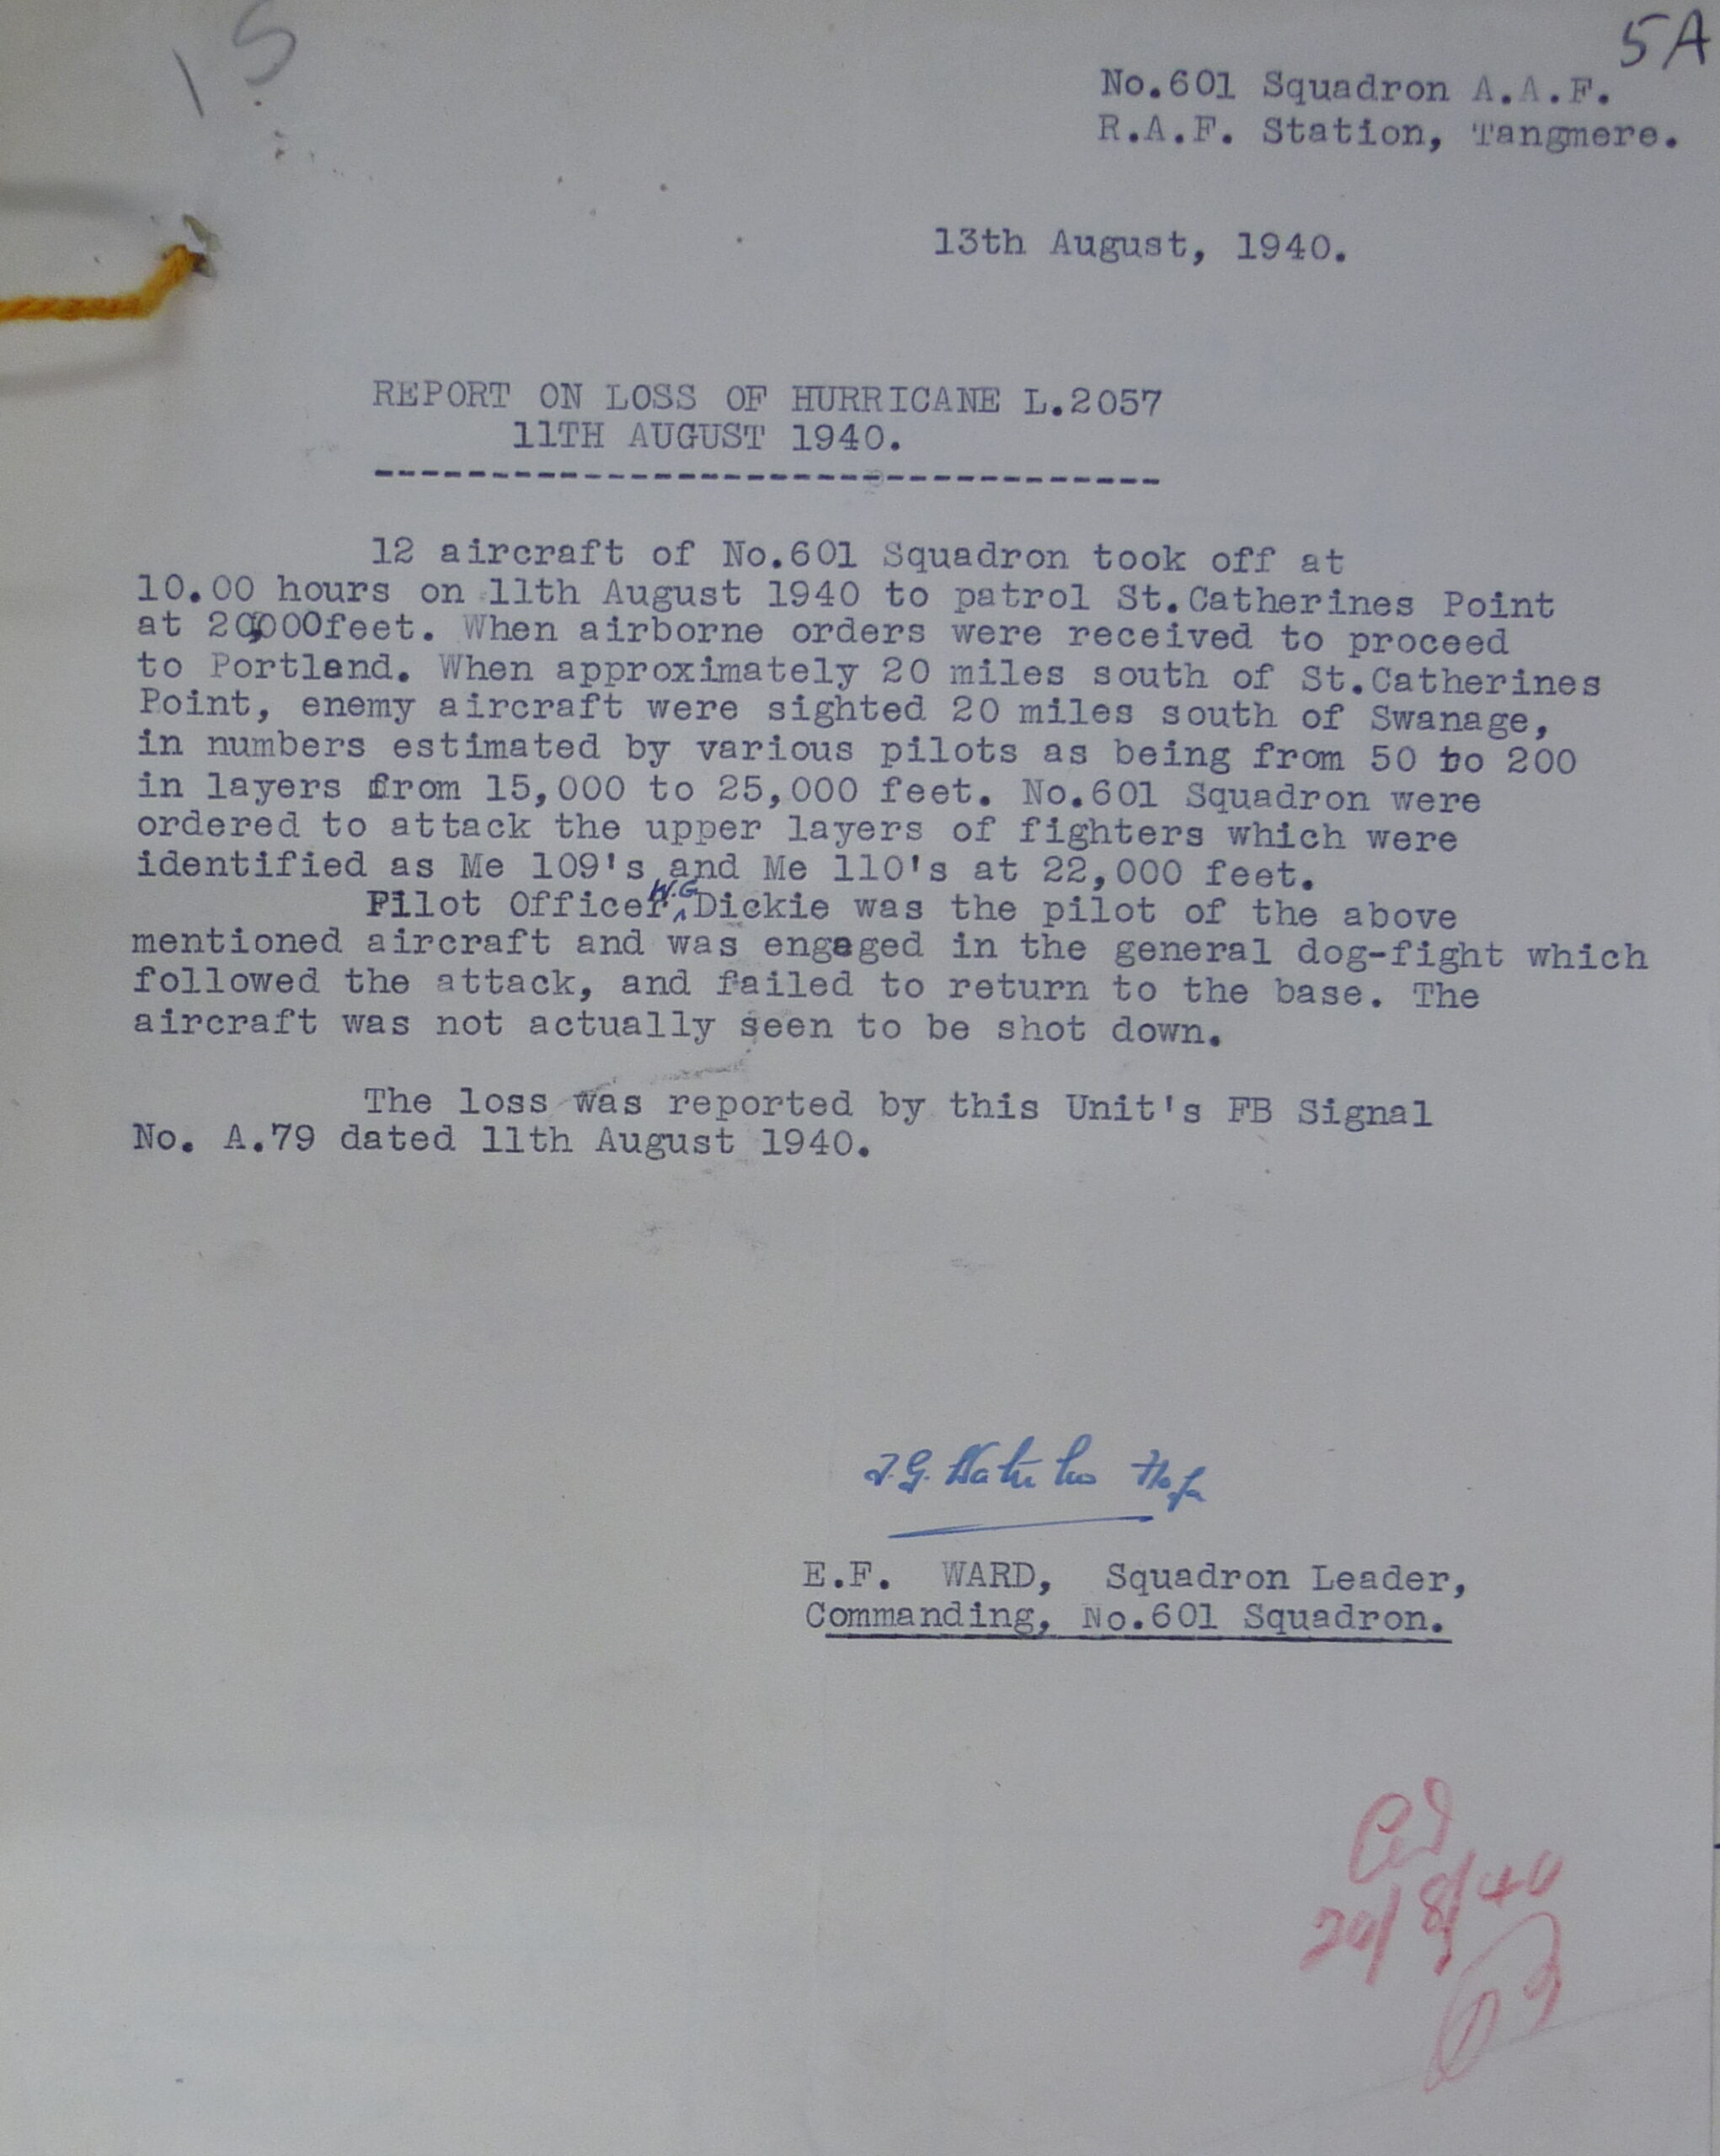 5A
No.601 Squadron A.A.F.
R.A.F. Station, Tangmere.
13th August, 1940.
REPORT ON LOSS OF HURRICANE L.2057
11TH AUGUST 1940.
12 aircraft of No.601 Squadron took off at
10.00 hours on 11th August 1940 to patrol St.Catherines Point
at 20,000feet. When airborne orders were received to proceed
to Portland. When approximately 20 miles south of St.Catherines
Point, enemy aircraft were sighted 20 miles south of Swanage,
in numbers estimated by various pilots as being from 50 to 200
in layers from 15,000 to 25,000 feet. No.601 Squadron were
ordered to attack the upper layers of fighters which were
identified as Me 109's and Me 110's at 22,000 feet.
Pilot Officer W.G Dickie was the pilot of the above
mentioned aircraft and was engaged in the general dog-fight which
followed the attack, and failed to return to the base. The
aircraft was not actually seen to be shot down.
The loss was reported by this Unit's FB Signal
No. A.79 dated 11th August 1940.
E.F. WARD, Squadron Leader,
Commanding, No.601 Squadron.
20/8/40